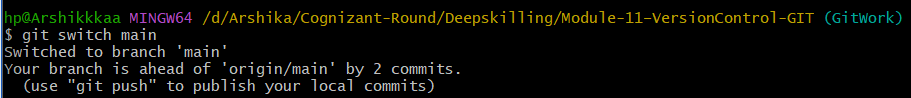 hp@Arshikkkaa MINGW64 /d/Arshika/Cognizant-Round/Deepskilling/Module-11-VersionControl-GIT (GitWork)
$ git switch main
Switched to branch 'main'
Your branch is ahead of 'origin/main' by 2 commits.
  (use "git push" to publish your local commits)